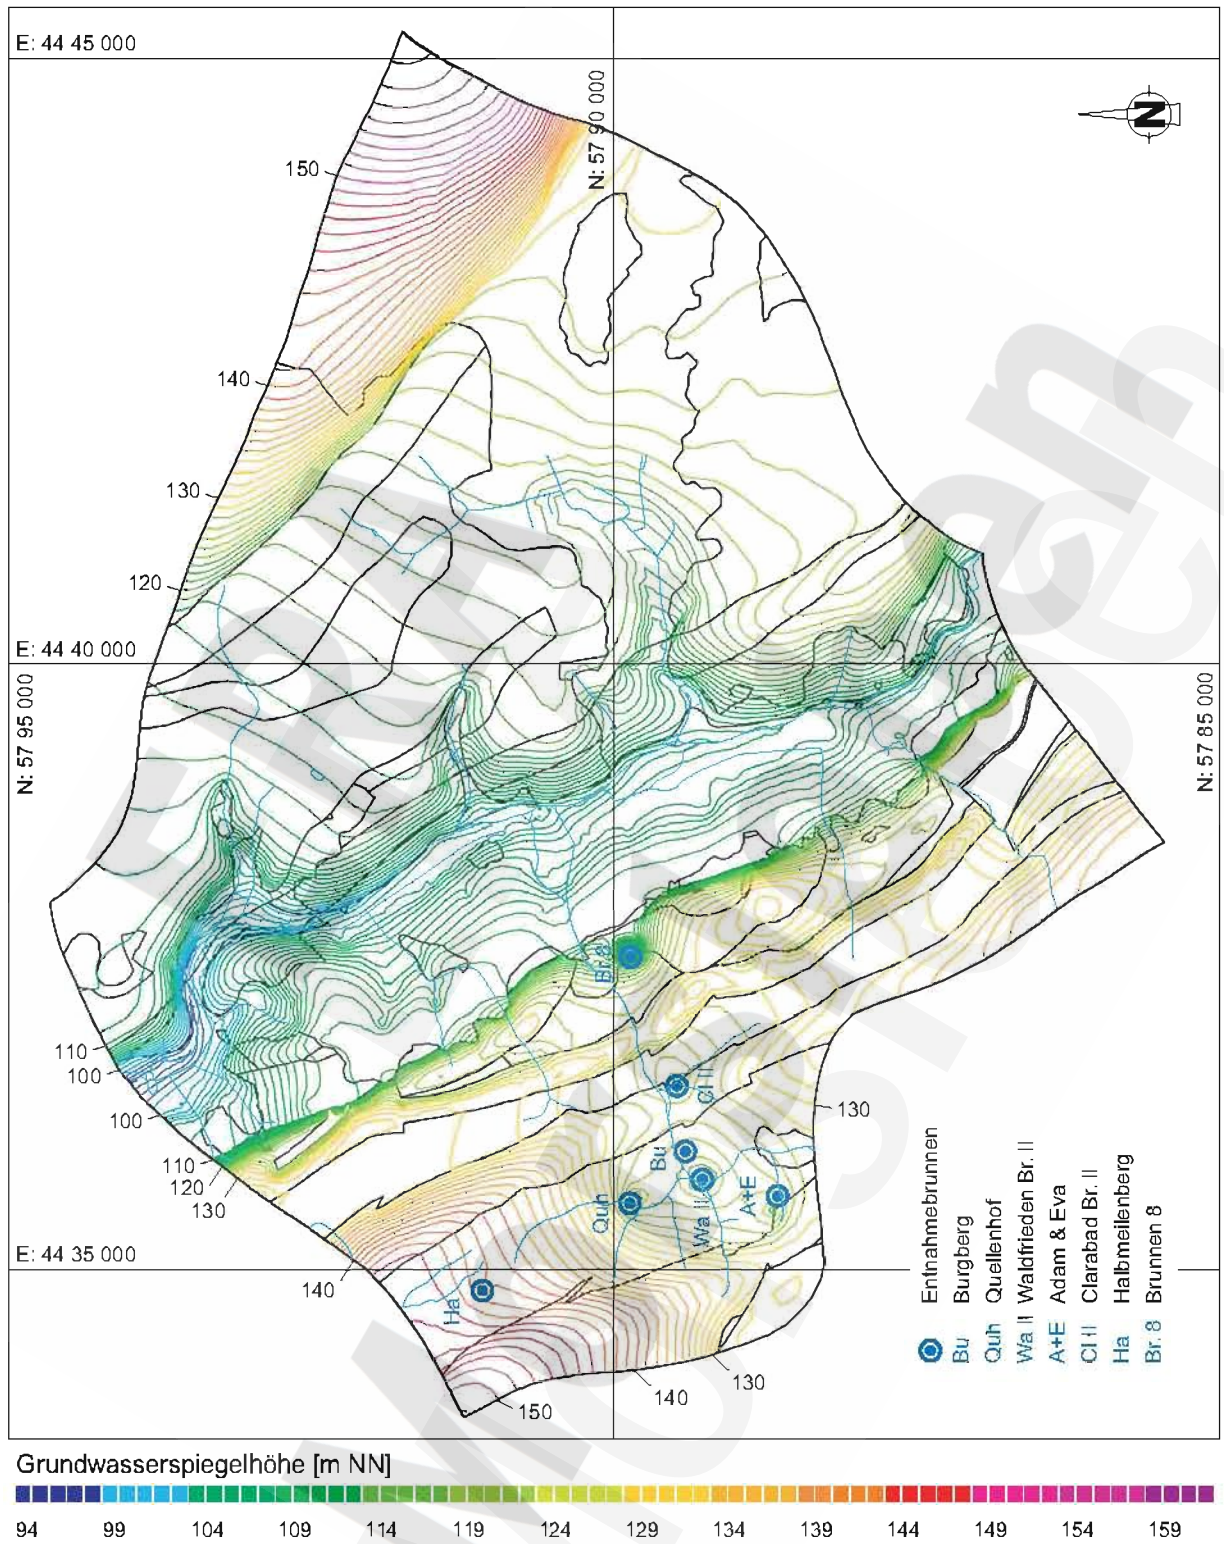 E: 44 45 000
N: 57 90 000
N
150
140
130
120
E: 44 40 000
N: 57 95 000
N: 57 85 000
110
100
100
110
120
130
Br. 8
Cl II
Bu
Quh
Wa II
A+E
Ha
130
E: 44 35 000
140
150
140
130
Entnahmebrunnen
Bu Burgberg
Quh Quellenhof
Wa II Waldfrieden Br. II
A+E Adam & Eva
Cl II Clarabad Br. II
Ha Halbmeilenberg
Br. 8 Brunnen 8
Grundwasserspiegelhöhe [m NN]
94 99 104 109 114 119 124 129 134 139 144 149 154 159